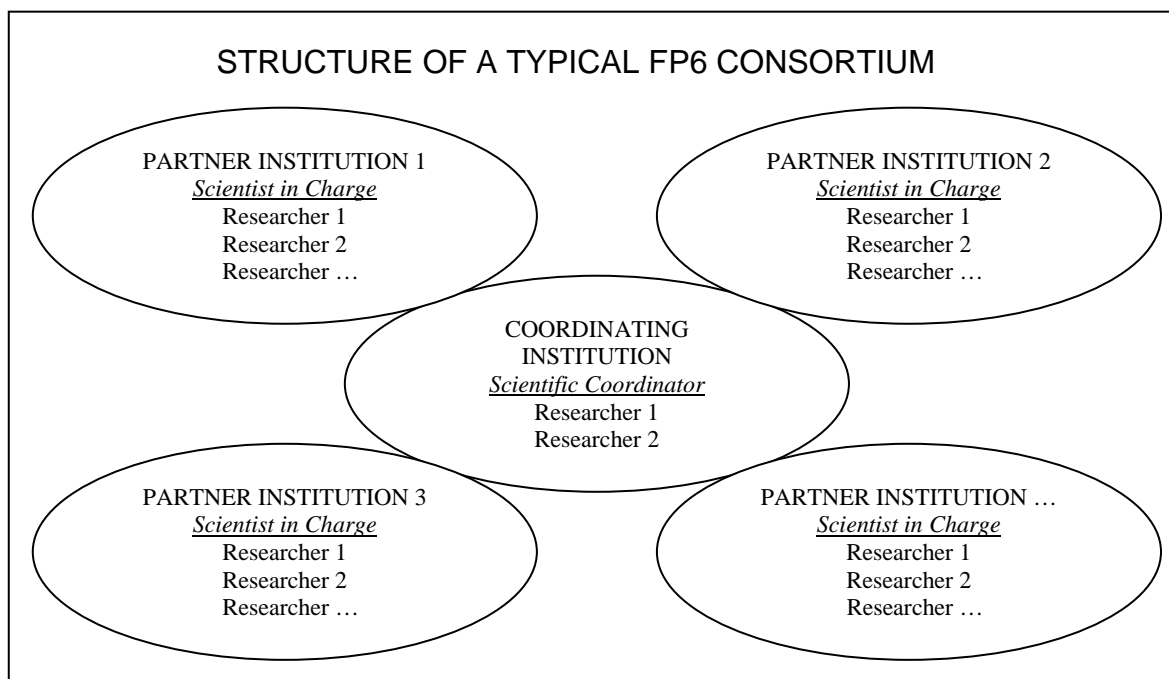 STRUCTURE OF A TYPICAL FP6 CONSORTIUM
PARTNER INSTITUTION 1
Scientist in Charge
Researcher 1
Researcher 2
Researcher …
PARTNER INSTITUTION 2
Scientist in Charge
Researcher 1
Researcher 2
Researcher …
COORDINATING
INSTITUTION
Scientific Coordinator
Researcher 1
Researcher 2
PARTNER INSTITUTION 3
Scientist in Charge
Researcher 1
Researcher 2
Researcher …
PARTNER INSTITUTION …
Scientist in Charge
Researcher 1
Researcher 2
Researcher …